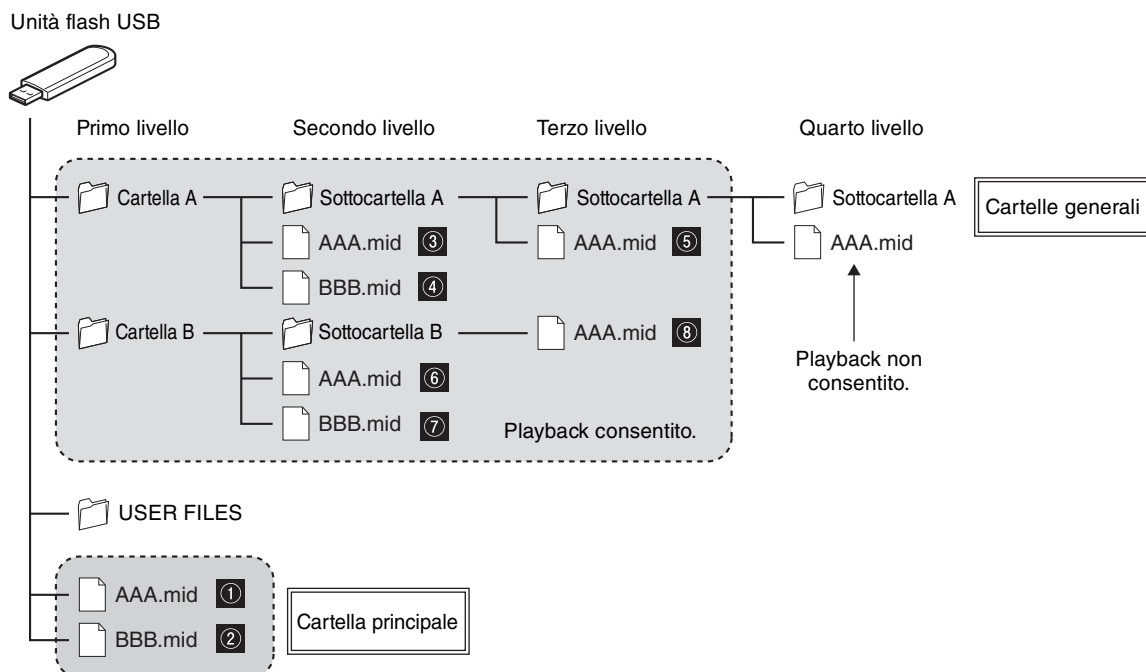 Unità flash USB
Primo livello
Secondo livello
Terzo livello
Quarto livello
Cartella A
Sottocartella A
Sottocartella A
Sottocartella A
Cartelle generali
AAA.mid ③
AAA.mid ⑤
AAA.mid
BBB.mid ④
Cartella B
Sottocartella B
AAA.mid ⑧
Playback non
consentito.
AAA.mid ⑥
BBB.mid ⑦
Playback consentito.
USER FILES
AAA.mid ①
BBB.mid ②
Cartella principale